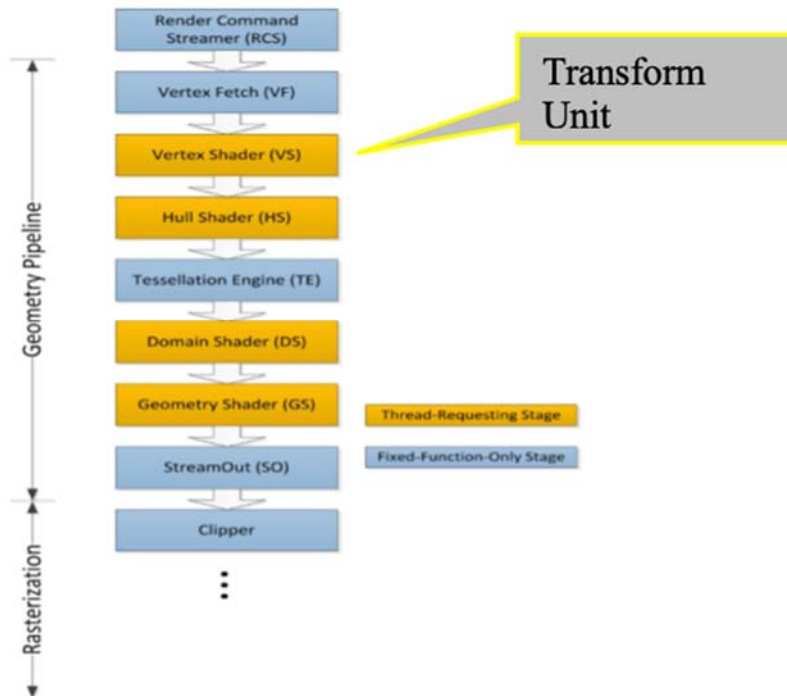 Render Command
Streamer (RCS)
Transform
Unit
Vertex Fetch (VF)
Vertex Shader (VS)
Hull Shader (HS)
Geometry Pipeline
Tessellation Engine (TE)
Domain Shader (DS)
Geometry Shader (GS)
Thread-Requesting Stage
StreamOut (SO)
Fixed-Function-Only Stage
Clipper
Rasterization